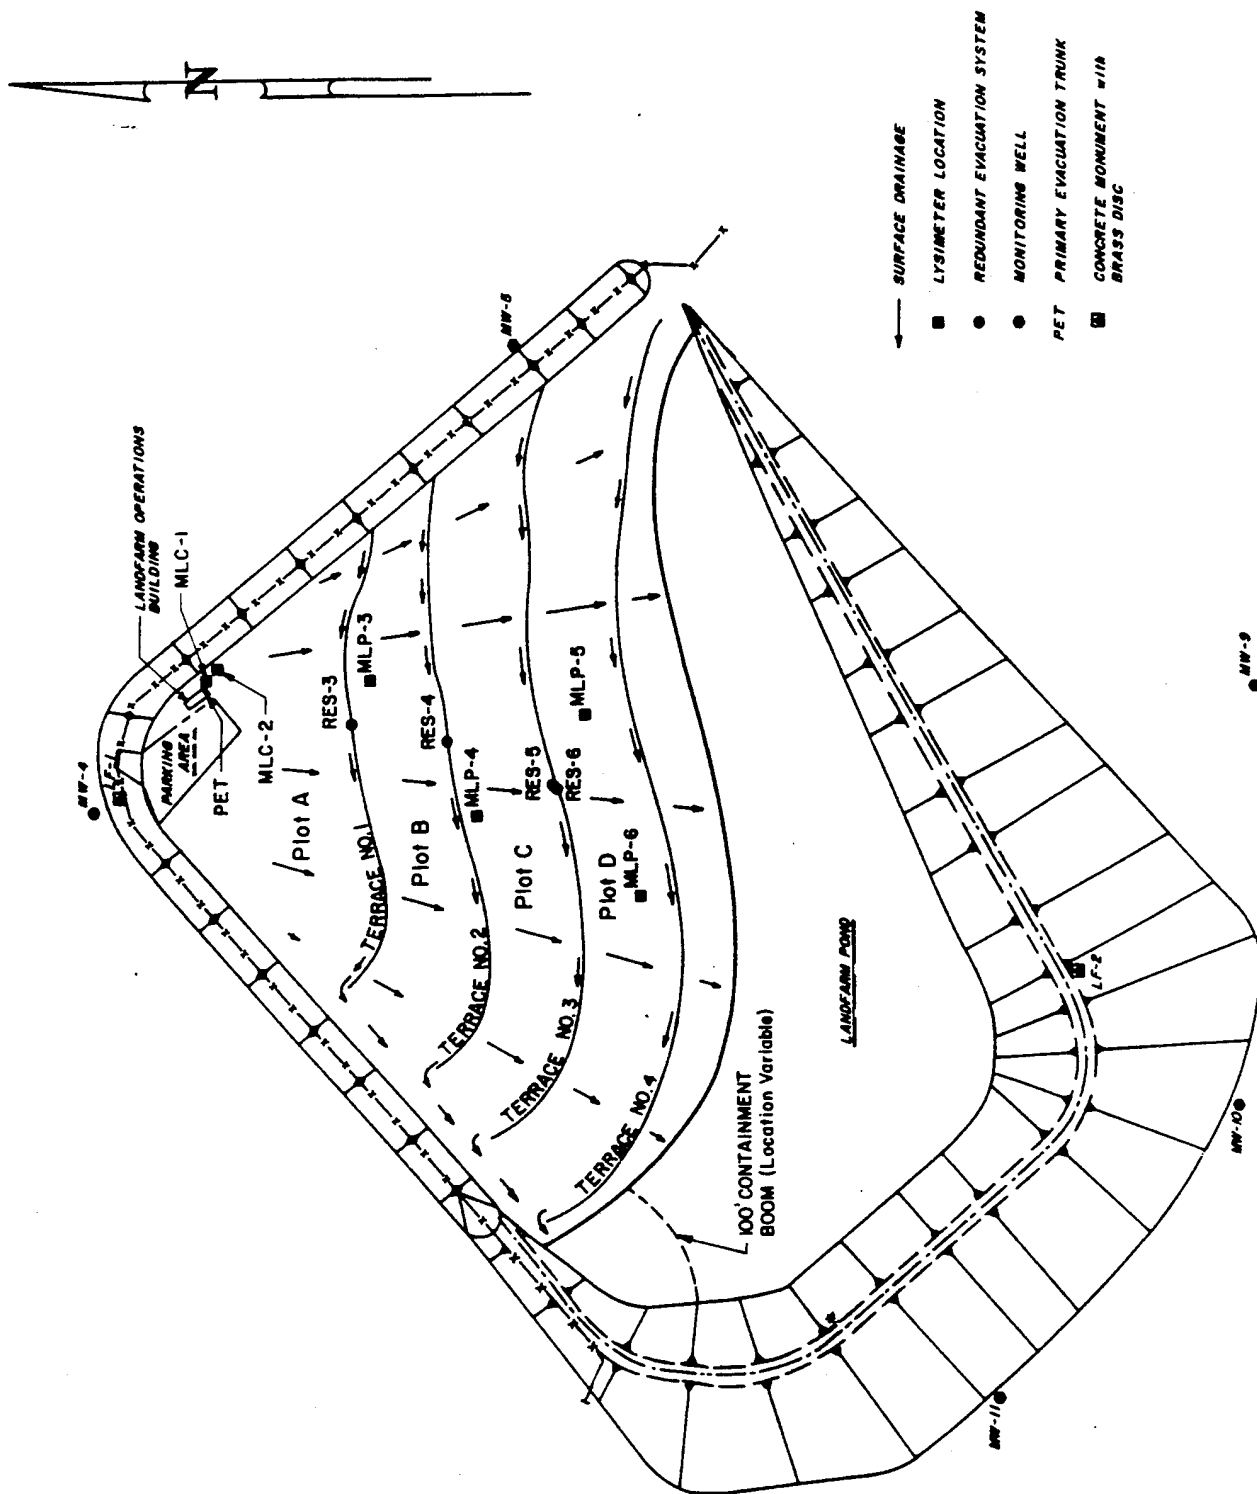 N
SURFACE DRAINAGE
LYSIMETER LOCATION
REDUNDANT EVACUATION SYSTEM
MONITORING WELL
PET PRIMARY EVACUATION TRUNK
CONCRETE MONUMENT with
BRASS DISC
LANDFARM OPERATIONS
BUILDING
MLC-1
MLC-2
PET
PARKING
AREA
LF-1
MW-4
MW-5
Plot A
RES-3
MLP-3
TERRACE NO.1
Plot B
RES-4
MLP-4
TERRACE NO.2
Plot C
RES-5
RES-6
MLP-5
TERRACE NO.3
Plot D
MLP-6
TERRACE NO.4
100' CONTAINMENT
BOOM (Location Variable)
LANDFARM POND
LF-2
MW-9
MW-10
MW-11